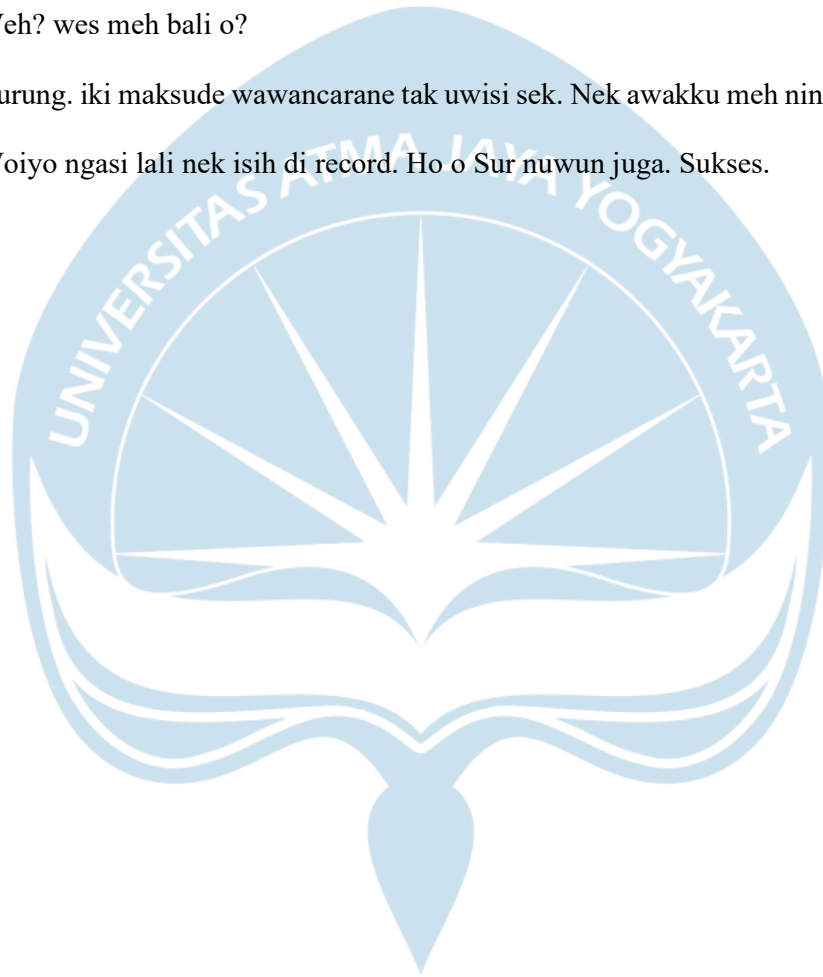 eh? wes meh bali o?
urung. iki maksude wawancarane tak uwisi sek. Nek awakku meh nin
oiyo ngasi lali nek isih di record. Ho o Sur nuwun juga. Sukses.
UNIVERSITAS ATMA JAYA YOGYAKARTA